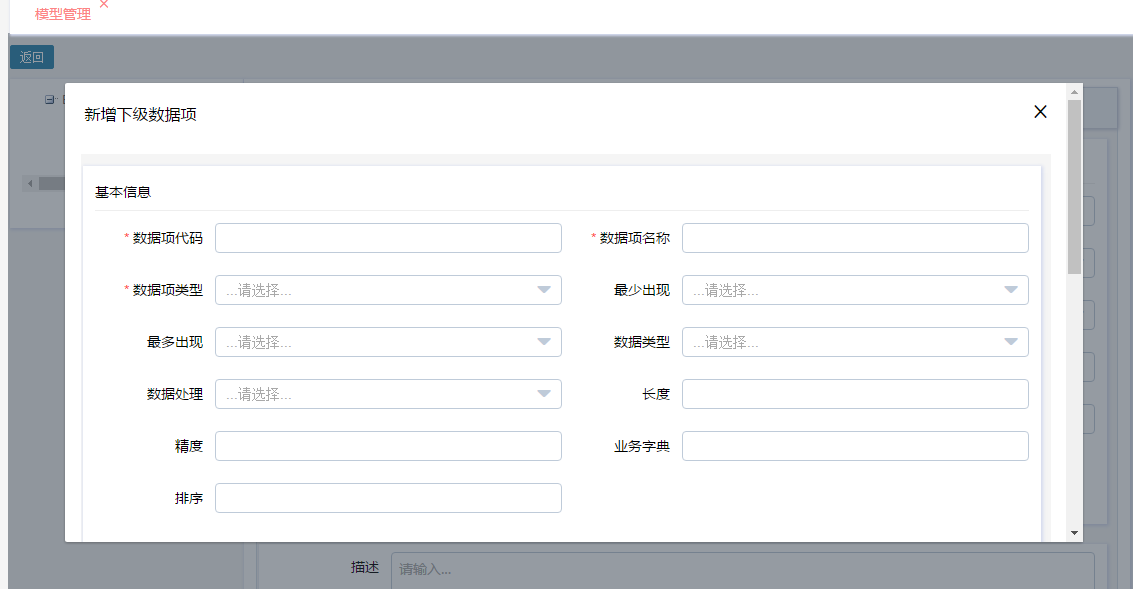 模型管理
返回
新增下级数据项
基本信息
* 数据项代码
* 数据项名称
* 数据项类型 ...请选择...
最少出现 ...请选择...
最多出现 ...请选择...
数据类型 ...请选择...
数据处理 ...请选择...
长度
精度
业务字典
排序
描述 请输入...